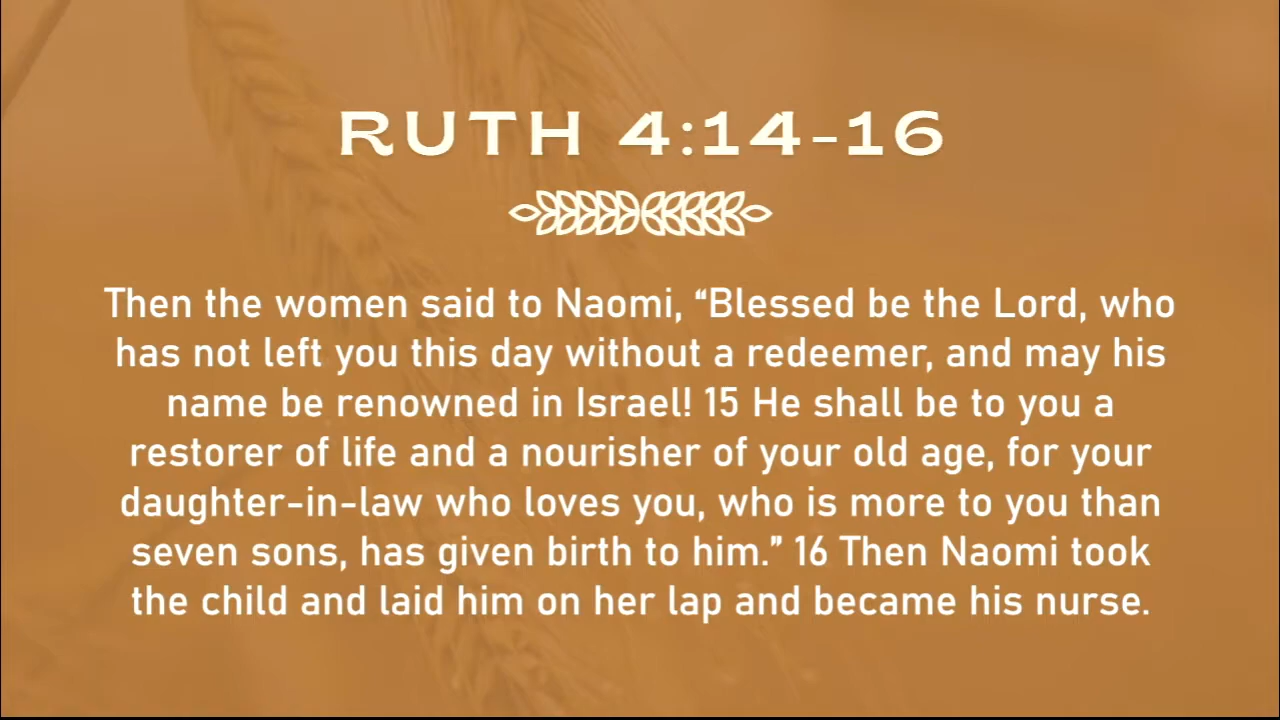 RUTH 4:14-16
Then the women said to Naomi, “Blessed be the Lord, who
has not left you this day without a redeemer, and may his
name be renowned in Israel! 15 He shall be to you a
restorer of life and a nourisher of your old age, for your
daughter-in-law who loves you, who is more to you than
seven sons, has given birth to him.” 16 Then Naomi took
the child and laid him on her lap and became his nurse.